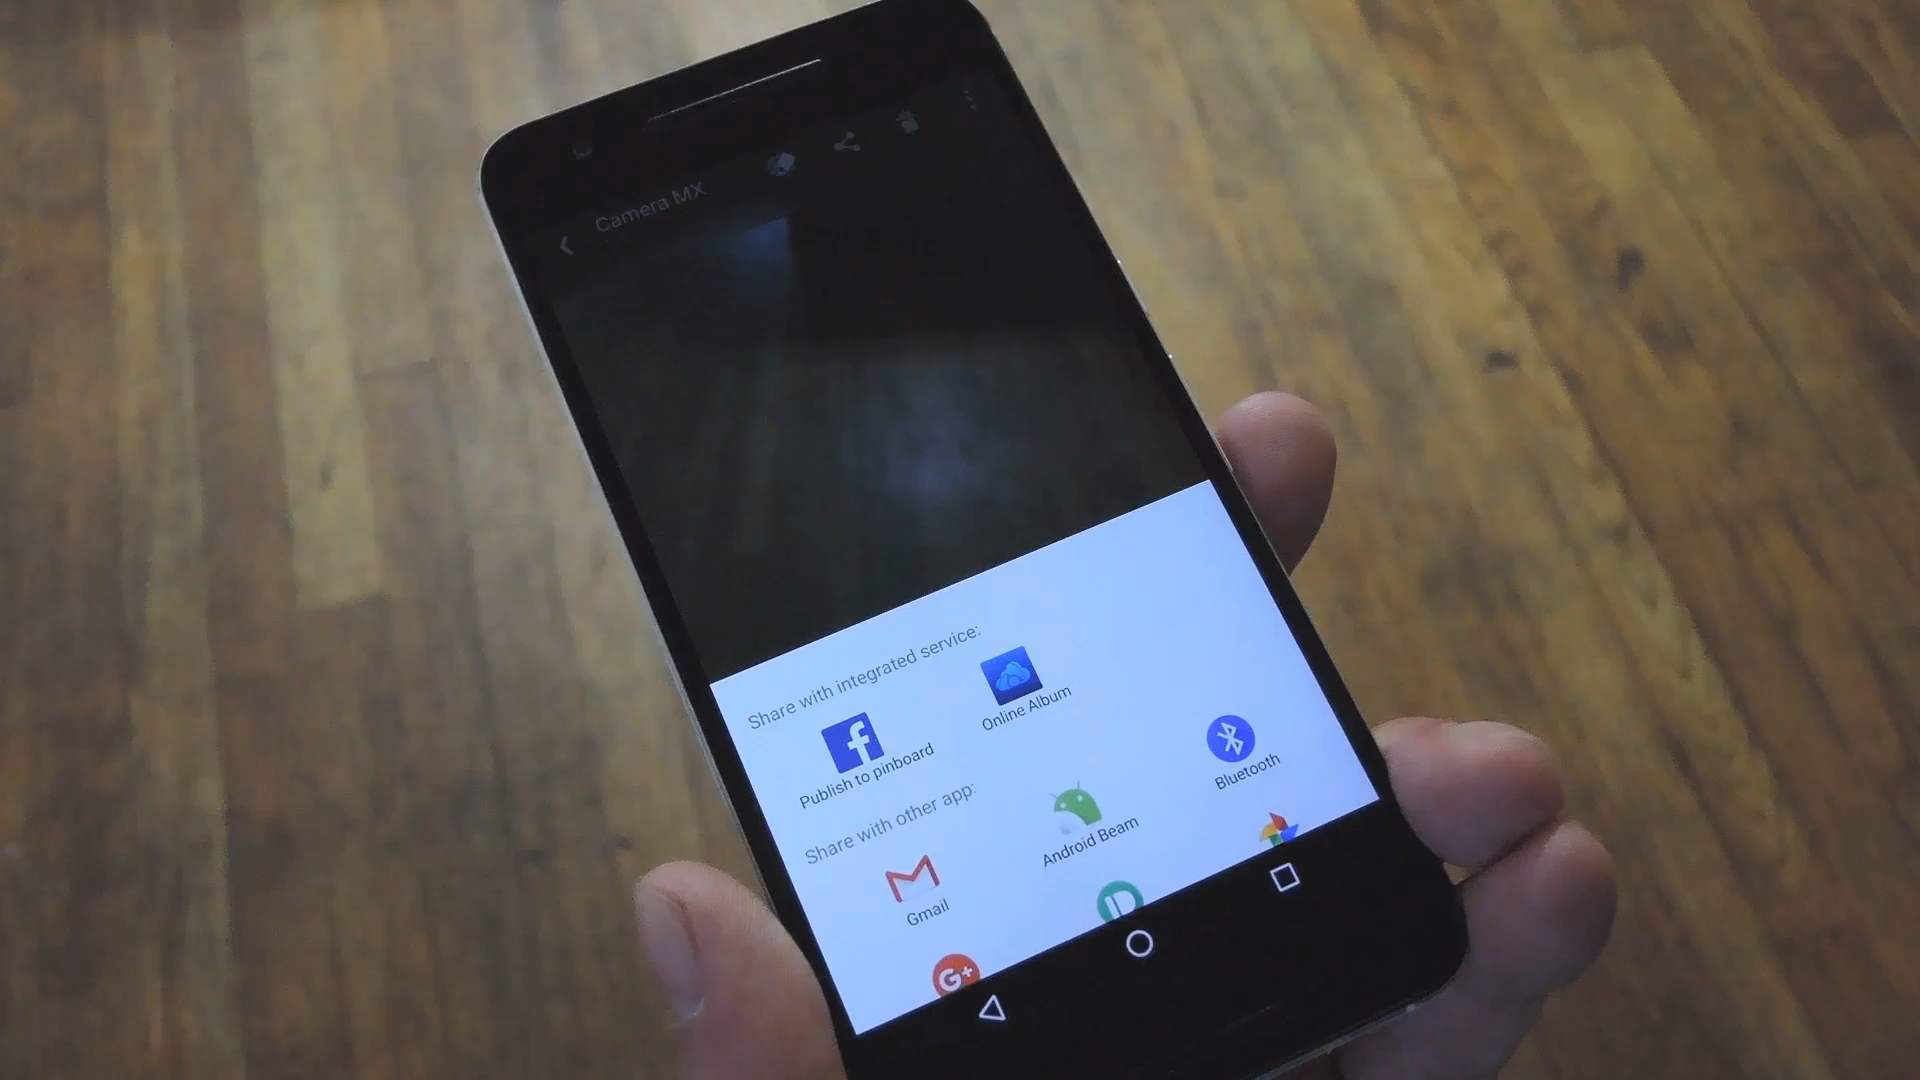 Camera MX
Share with integrated service:
Publish to pinboard
Online Album
Share with other app:
Gmail
Android Beam
Bluetooth
G+